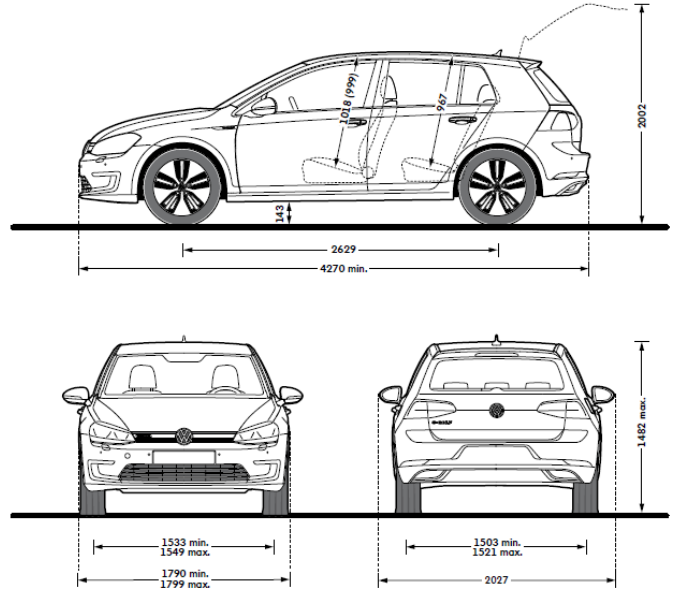 1018 (999)
967
2002
143
2629
4270 min.
1482 max.
e-Golf
1533 min.
1549 max.
1503 min.
1521 max.
1790 min.
1799 max.
2027